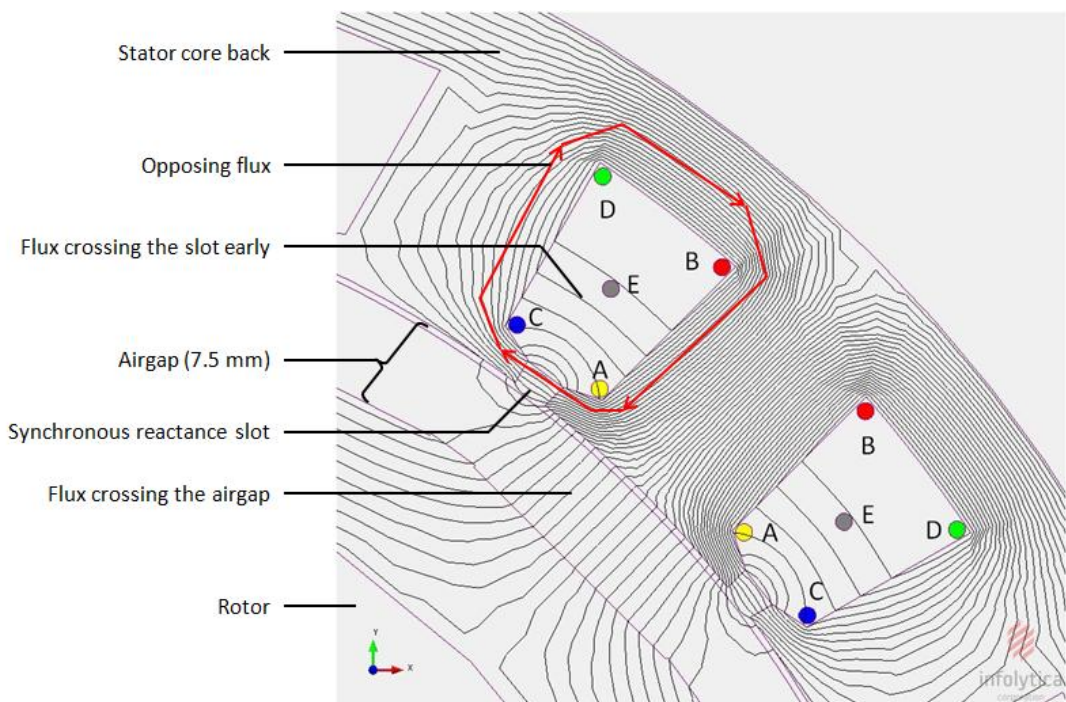 Stator core back
Opposing flux
D
Flux crossing the slot early
B
E
C
Airgap (7.5 mm)
A
Synchronous reactance slot
B
Flux crossing the airgap
E
A
D
C
Rotor
Y
X
infolytica
corporation